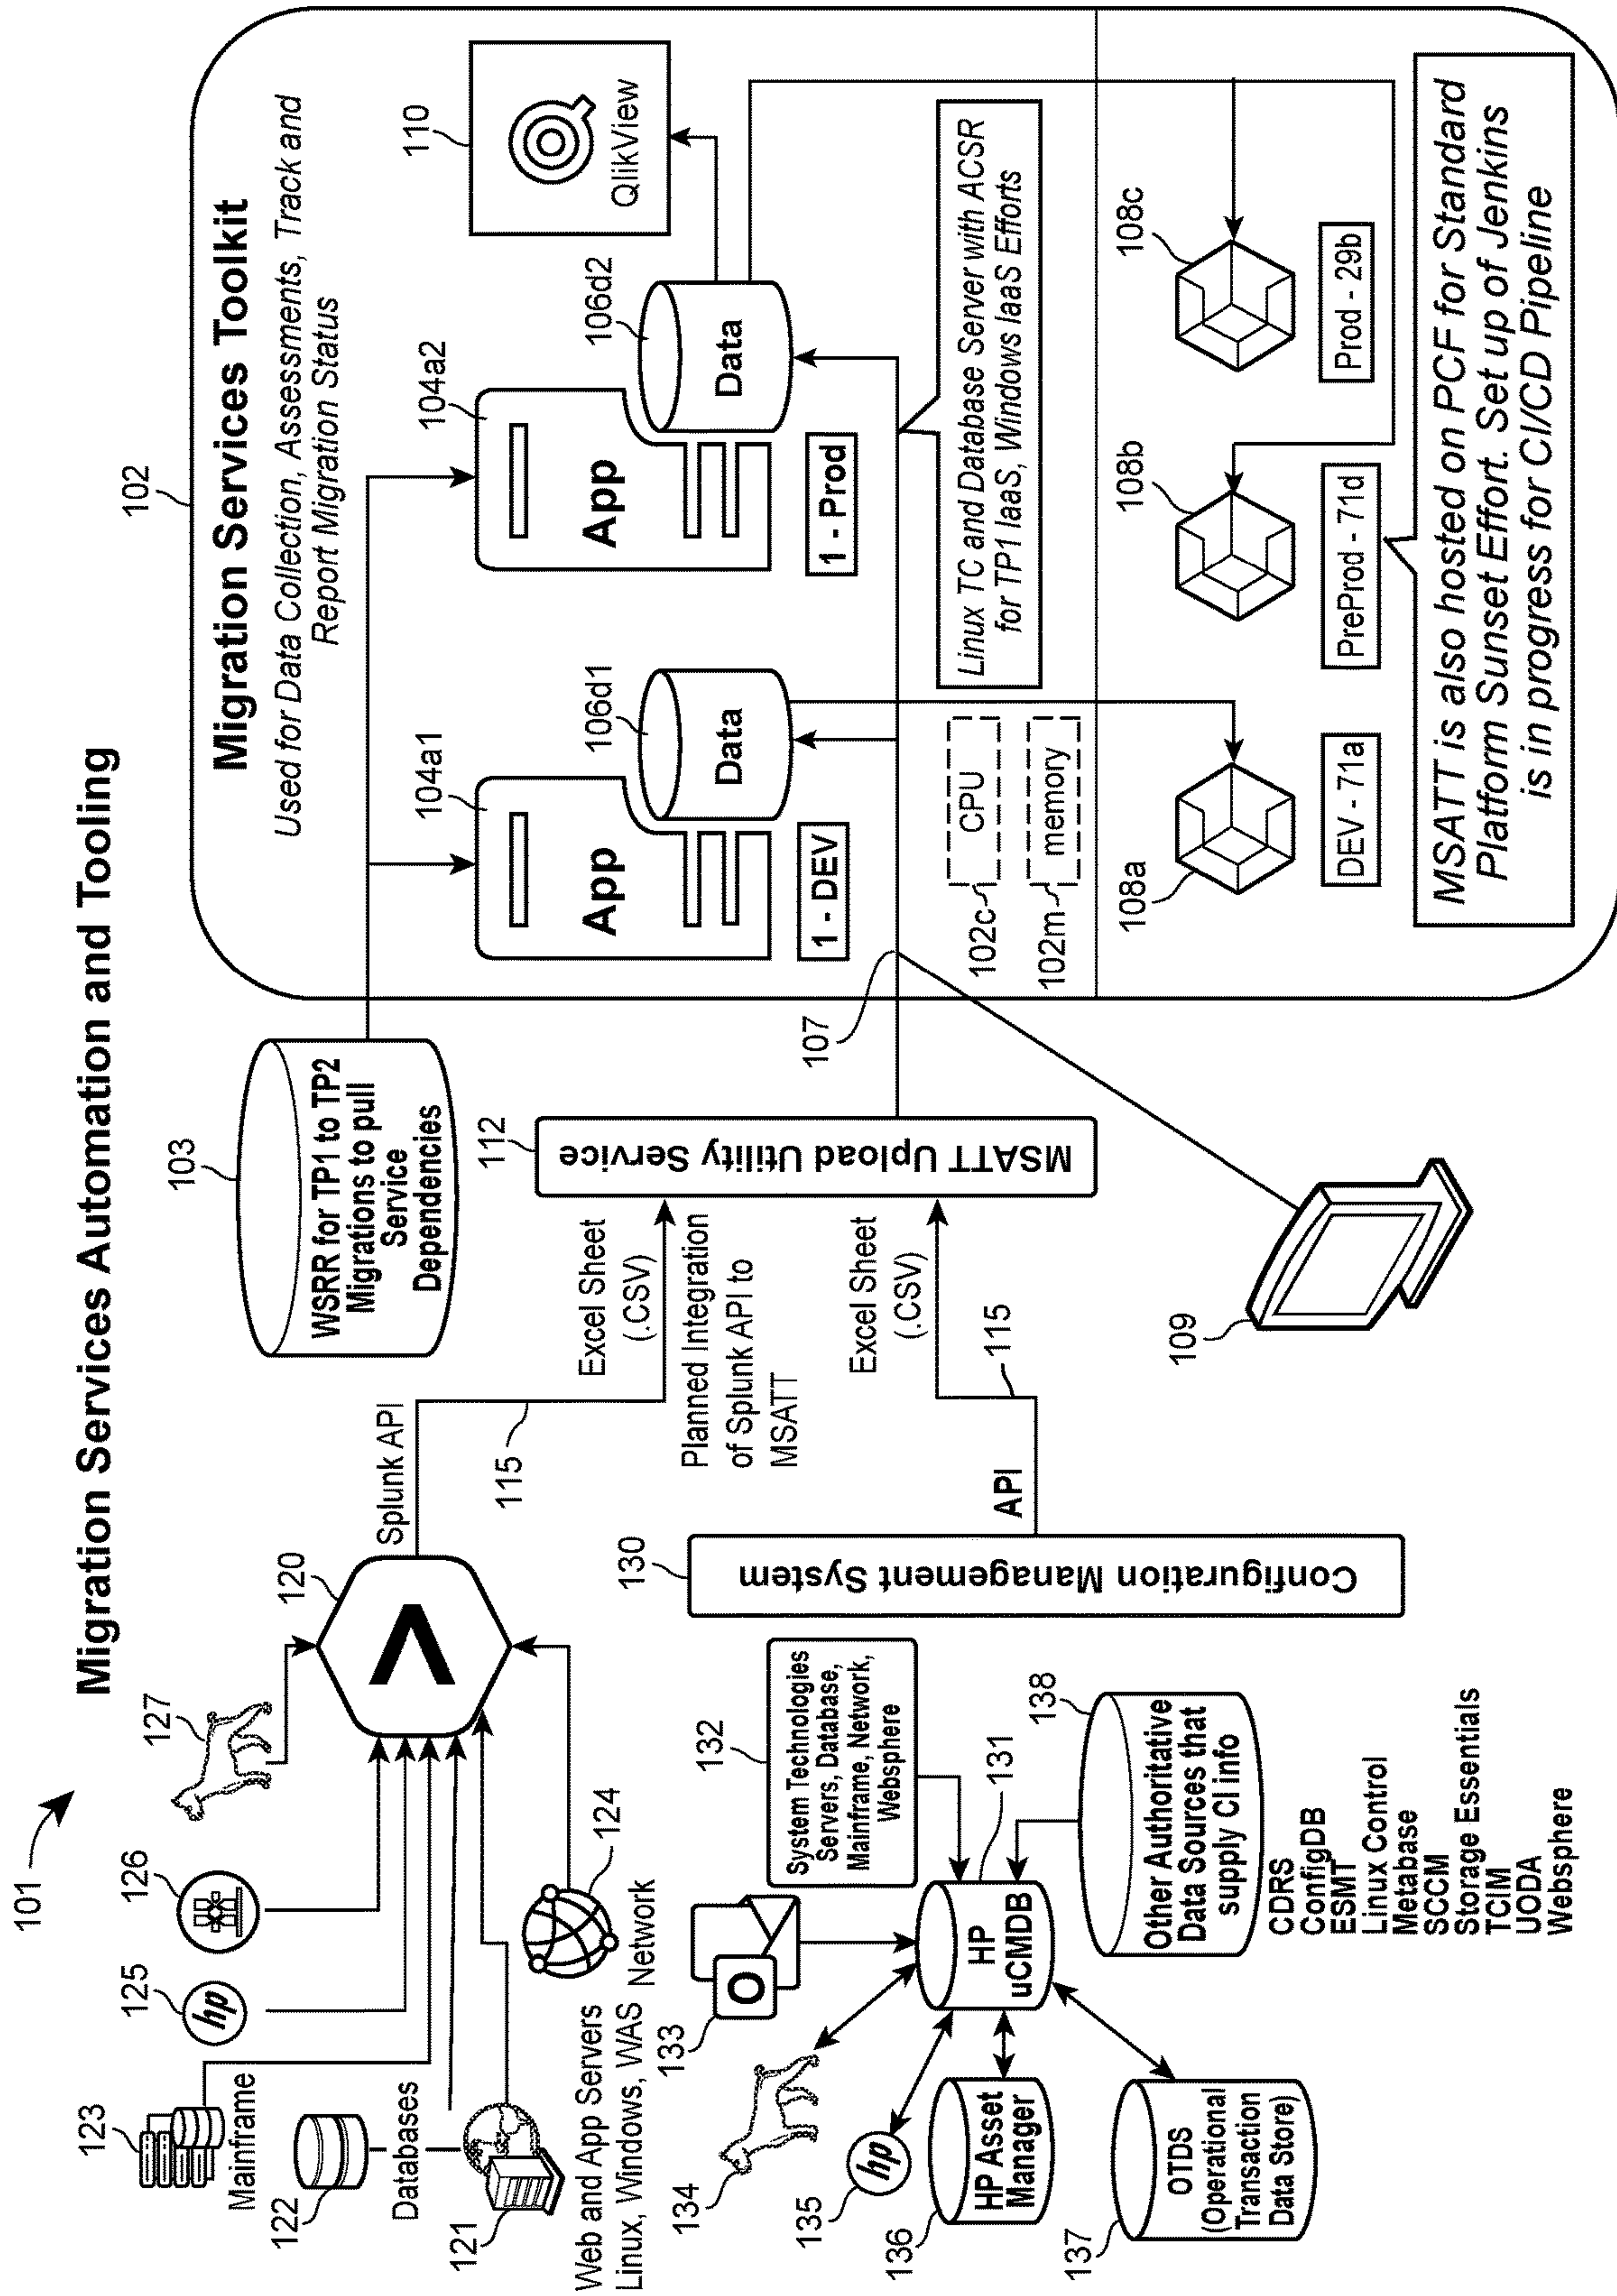 Migration Services Automation and Tooling
101
123
Mainframe
122
Databases
121
Web and App Servers
Linux, Windows, WAS
125
hp
126
127
124
Network
120
>
Splunk API
115
Excel Sheet
(.CSV)
Planned Integration
of Splunk API to
MSATT
103
WSRR for TP1 to TP2
Migrations to pull
Service
Dependencies
112
MSATT Upload Utility Service
Excel Sheet
(.CSV)
115
API
130
Configuration Management System
132
System Technologies
Servers, Database,
Mainframe, Network,
Websphere
133
O
134
135
hp
136
HP Asset
Manager
137
OTDS
(Operational
Transaction
Data Store)
131
HP
uCMDB
138
Other Authoritative
Data Sources that
supply CI info
CDRS
ConfigDB
ESMT
Linux Control
Metabase
SCCM
Storage Essentials
TCIM
UODA
Websphere
109
107
102
Migration Services Toolkit
Used for Data Collection, Assessments, Track and
Report Migration Status
104a1
App
106d1
Data
1 - DEV
104a2
App
106d2
Data
1 - Prod
110
QlikView
102c
CPU
102m
memory
Linux TC and Database Server with ACSR
for TP1 IaaS, Windows IaaS Efforts
108a
DEV - 71a
108b
PreProd - 71d
108c
Prod - 29b
MSATT is also hosted on PCF for Standard
Platform Sunset Effort. Set up of Jenkins
is in progress for CI/CD Pipeline